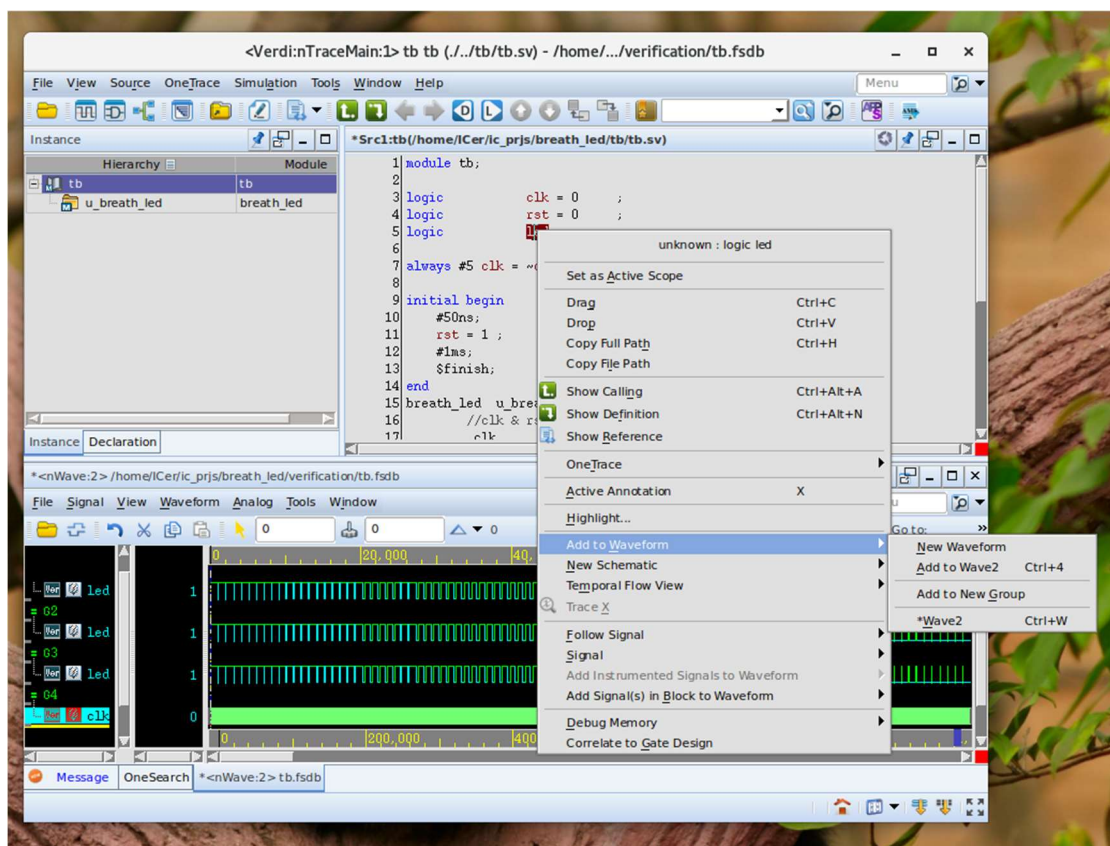 <Verdi:nTraceMain:1> tb tb (./../tb/tb.sv) - /home/.../verification/tb.fsdb
File View Source OneTrace Simulation Tools Window Help
Menu
Instance
*Src1:tb(/home/ICer/ic_prjs/breath_led/tb/tb.sv)
Hierarchy Module
tb tb
u_breath_led breath_led
1 module tb;
2
3 logic clk = 0 ;
4 logic rst = 0 ;
5 logic
6
7 always #5 clk =
8
9 initial begin
10 #50ns;
11 rst = 1 ;
12 #1ms;
13 $finish;
14 end
15 breath_led
16 //clk &
17 clk
Instance Declaration
unknown : logic led
Set as Active Scope
Drag Ctrl+C
Drop Ctrl+V
Copy Full Path Ctrl+H
Copy File Path
Show Calling Ctrl+Alt+A
Show Definition Ctrl+Alt+N
Show Reference
OneTrace
Active Annotation X
Highlight...
Add to Waveform
New Schematic
Temporal Flow View
Trace X
Follow Signal
Signal
Add Instrumented Signals to Waveform
Add Signal(s) in Block to Waveform
Debug Memory
Correlate to Gate Design
New Waveform
Add to Wave2 Ctrl+4
Add to New Group
*Wave2 Ctrl+W
*<nWave:2> /home/ICer/ic_prjs/breath_led/verification/tb.fsdb
File Signal View Waveform Analog Tools Window
0 0 0 Go to: »
0 20,000
led 1
= G2
led 1
= G3
led 1
= G4
clk 0
0 200,000
Message OneSearch *<nWave:2> tb.fsdb